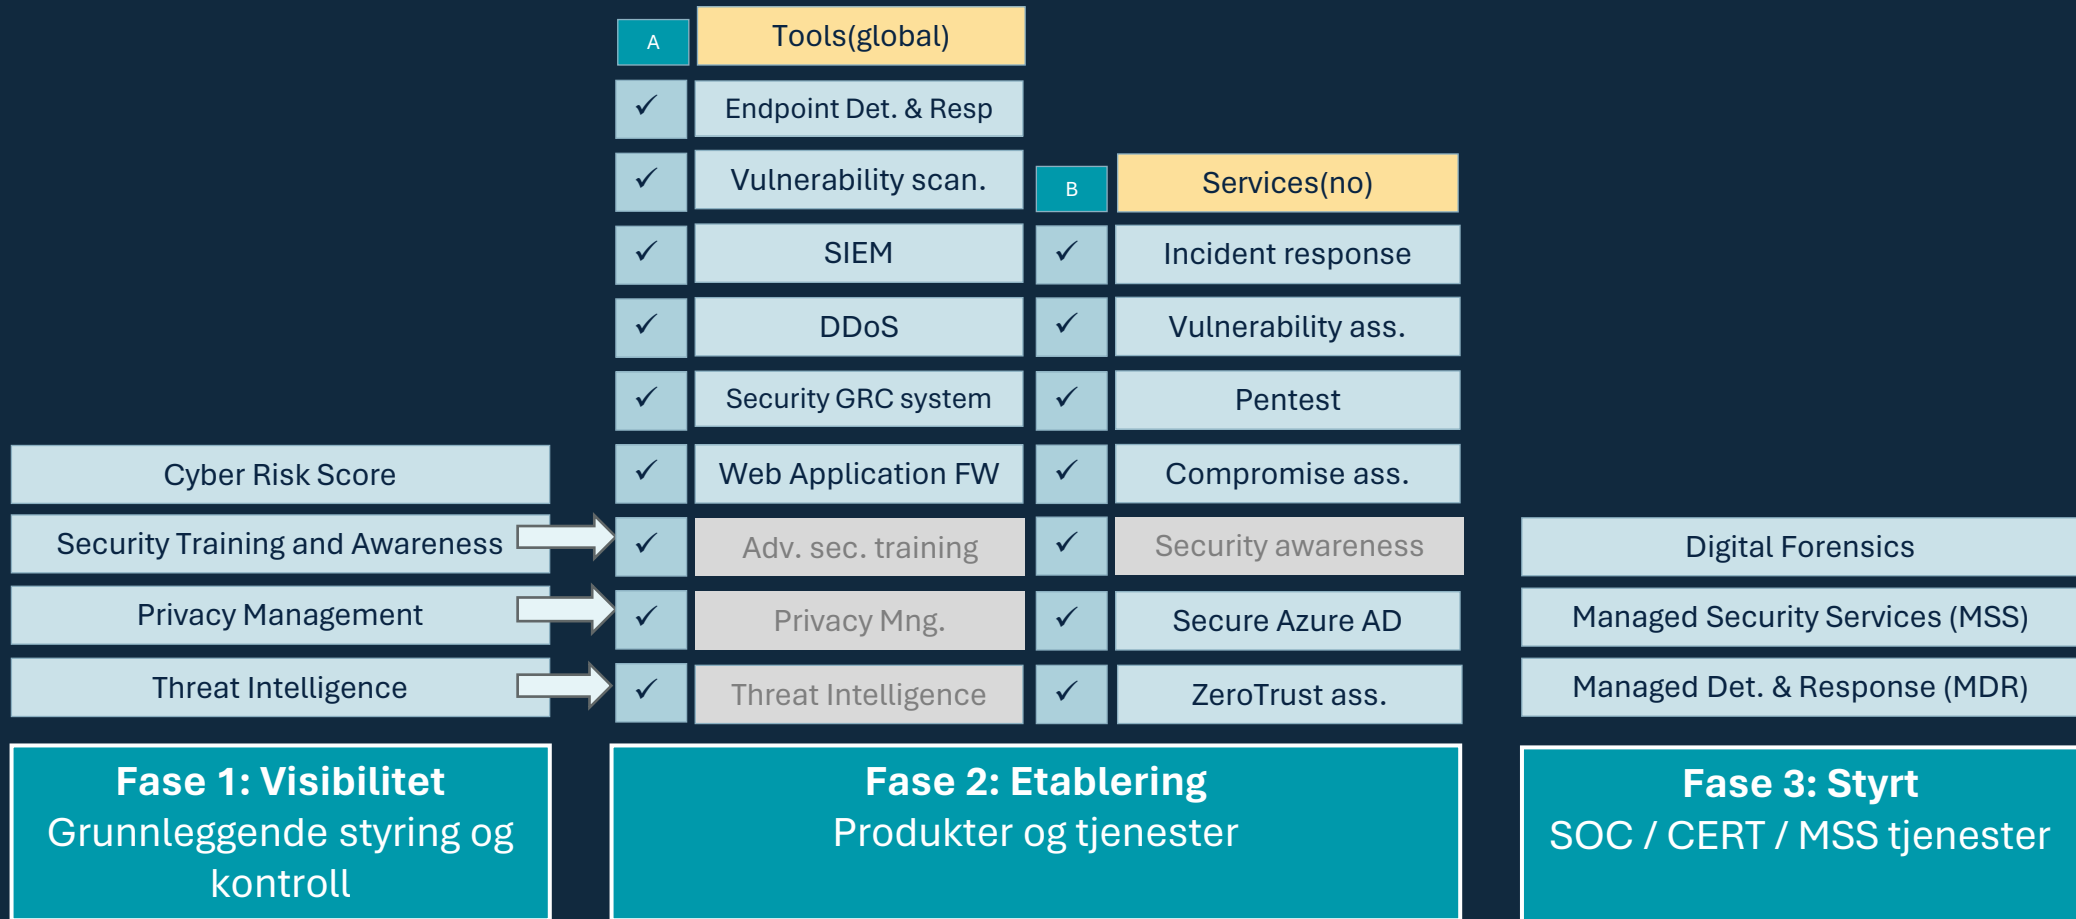 A
Tools(global)
✓
Endpoint Det. & Resp
✓
Vulnerability scan.
✓
SIEM
✓
DDoS
✓
Security GRC system
✓
Web Application FW
✓
Adv. sec. training
✓
Privacy Mng.
✓
Threat Intelligence
B
Services(no)
✓
Incident response
✓
Vulnerability ass.
✓
Pentest
✓
Compromise ass.
✓
Security awareness
✓
Secure Azure AD
✓
ZeroTrust ass.
Cyber Risk Score
Security Training and Awareness
Privacy Management
Threat Intelligence
Digital Forensics
Managed Security Services (MSS)
Managed Det. & Response (MDR)
Fase 1: Visibilitet
Grunnleggende styring og
kontroll
Fase 2: Etablering
Produkter og tjenester
Fase 3: Styrt
SOC / CERT / MSS tjenester